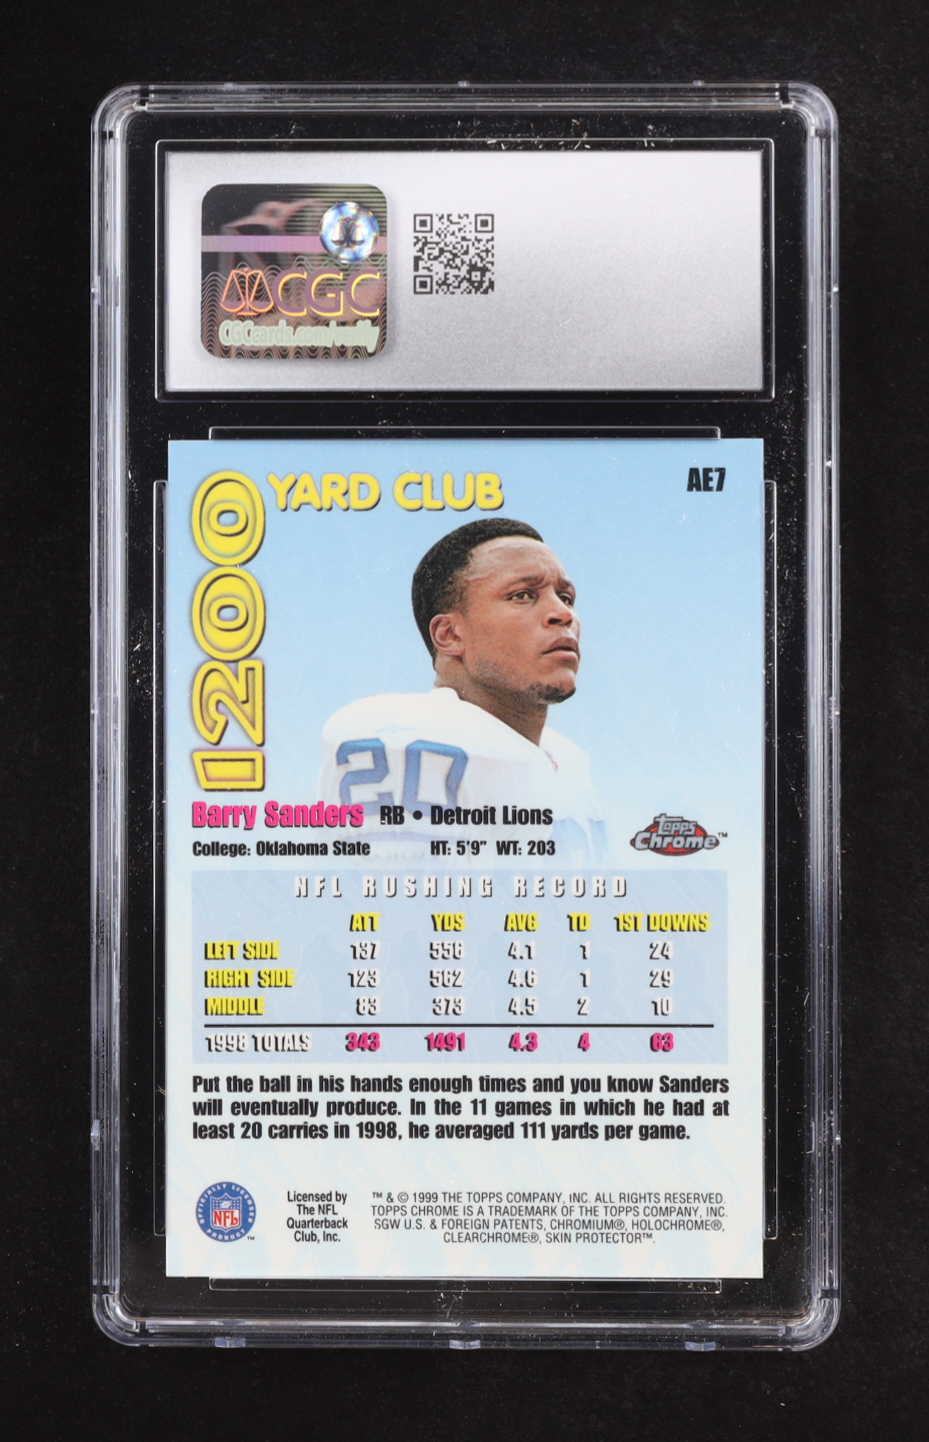 CGC
CGCcards.com/verify
1200
YARD CLUB
AE7
20
Barry Sanders RB • Detroit Lions
Topps Chrome™
College: Oklahoma State HT: 5'9" WT: 203
NFL RUSHING RECORD
ATT YDS AVG TD 1ST DOWNS
LEFT SIDE 137 556 4.1 1 24
RIGHT SIDE 123 562 4.6 1 29
MIDDLE 83 373 4.5 2 10
1998 TOTALS 343 1491 4.3 4 63
Put the ball in his hands enough times and you know Sanders
will eventually produce. In the 11 games in which he had at
least 20 carries in 1998, he averaged 111 yards per game.
OFFICIALLY LICENSED PRODUCT
NFL
™
Licensed by
The NFL
Quarterback
Club, Inc.
™ & © 1999 THE TOPPS COMPANY, INC. ALL RIGHTS RESERVED.
TOPPS CHROME IS A TRADEMARK OF THE TOPPS COMPANY, INC.
SGW U.S. & FOREIGN PATENTS, CHROMIUM®, HOLOCHROME®,
CLEARCHROME®, SKIN PROTECTOR™.